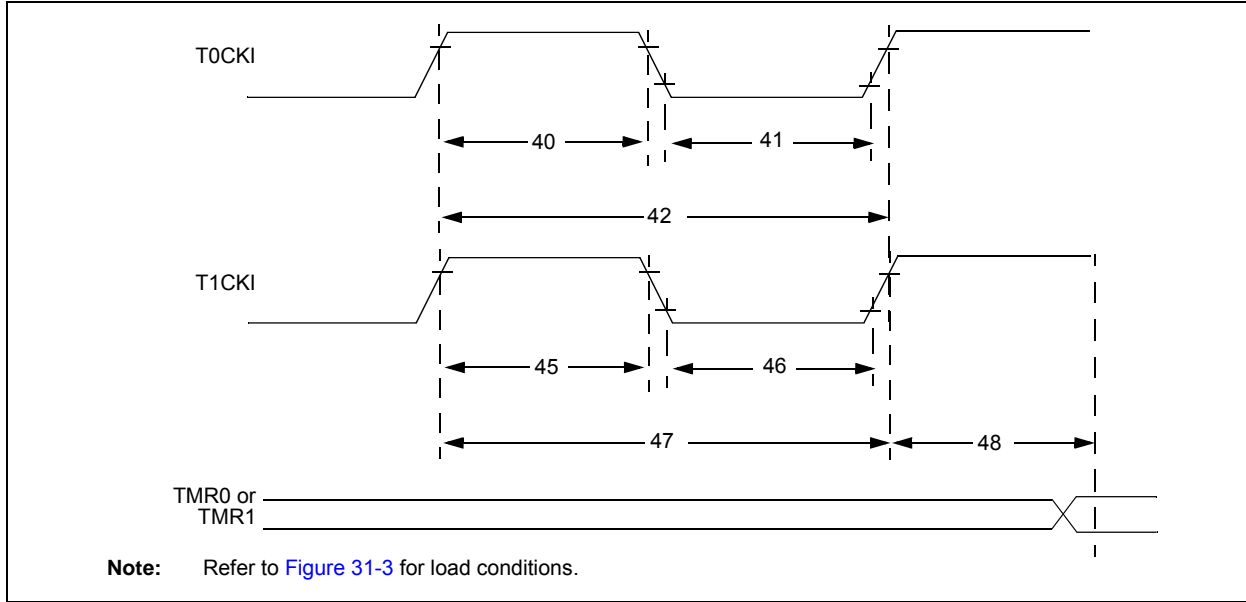 T0CKI
40
41
42
T1CKI
45
46
47
48
TMR0 or
TMR1
Note: Refer to Figure 31-3 for load conditions.